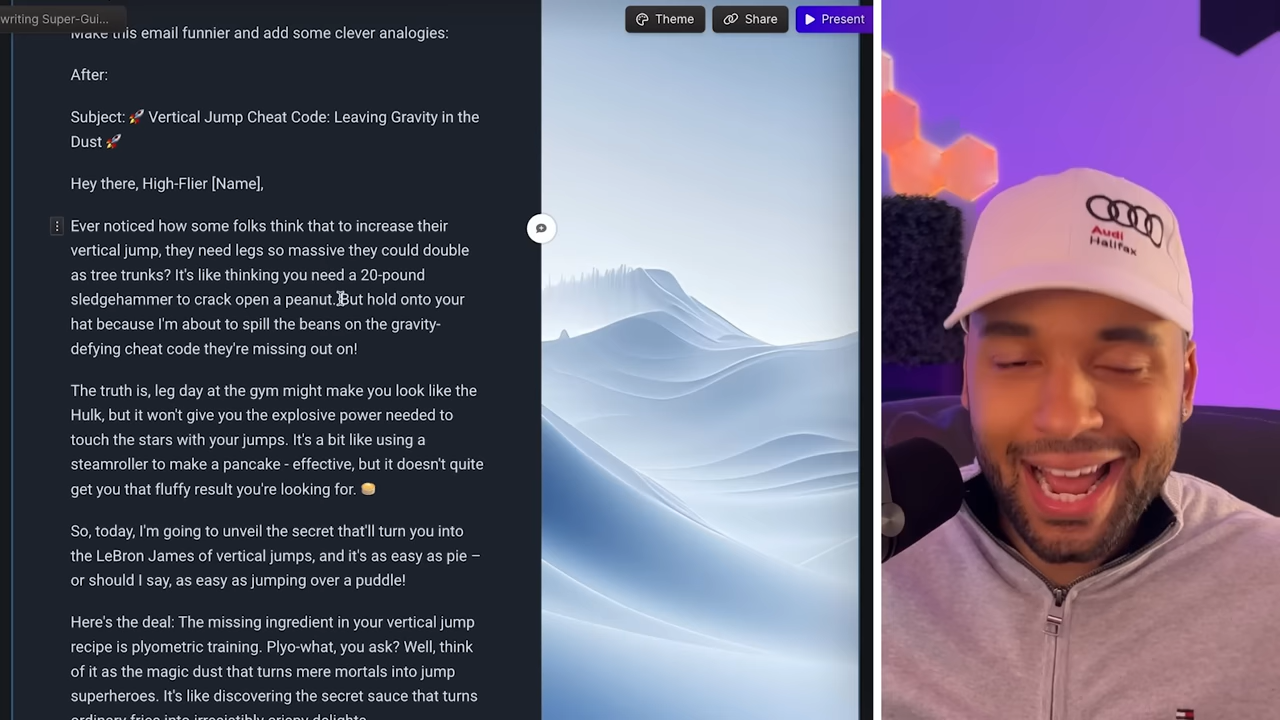 writing Super-Gui...
Theme
Share
Present
Make this email funnier and add some clever analogies:
After:
Subject: 🚀 Vertical Jump Cheat Code: Leaving Gravity in the
Dust 🚀
Hey there, High-Flier [Name],
Ever noticed how some folks think that to increase their
vertical jump, they need legs so massive they could double
as tree trunks? It's like thinking you need a 20-pound
sledgehammer to crack open a peanut. But hold onto your
hat because I'm about to spill the beans on the gravity-
defying cheat code they're missing out on!
The truth is, leg day at the gym might make you look like the
Hulk, but it won't give you the explosive power needed to
touch the stars with your jumps. It's a bit like using a
steamroller to make a pancake - effective, but it doesn't quite
get you that fluffy result you're looking for. 🥞
So, today, I'm going to unveil the secret that'll turn you into
the LeBron James of vertical jumps, and it's as easy as pie –
or should I say, as easy as jumping over a puddle!
Here's the deal: The missing ingredient in your vertical jump
recipe is plyometric training. Plyo-what, you ask? Well, think
of it as the magic dust that turns mere mortals into jump
superheroes. It's like discovering the secret sauce that turns
ordinary fries into irresistibly crispy delights.
Audi
Halifax